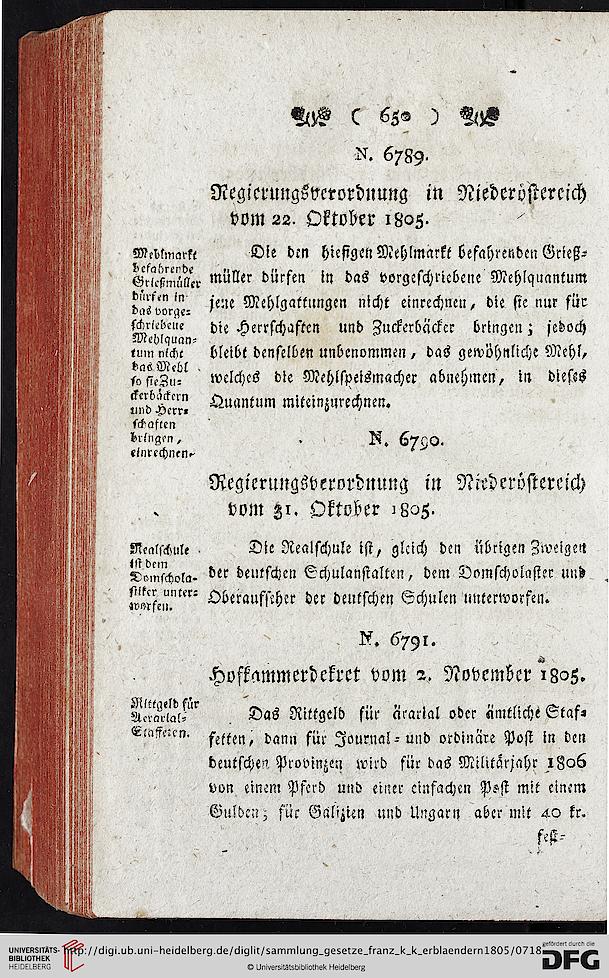 ( 650 )
N. 6789.
Regierungsverordnung in Niederöstereich
vom 22. Oktober 1805.
Mehlmarkt
befahrende
Grießmüller
dürfen in
das vorge-
schriebene
Mehlquan-
tum nicht
das Mehl
so sie Zu-
ckerbäckern
und Herr-
schaften
bringen,
einrechnen.
Die den hiesigen Mehlmarkt befahrenden Grieß-
müller dürfen in das vorgeschriebene Mehlquantum
jene Mehlgattungen nicht einrechnen, die sie nur für
die Herrschaften und Zuckerbäcker bringen; jedoch
bleibt denselben unbenommen, das gewöhnliche Mehl,
welches die Mehlspeismacher abnehmen, in dieses
Quantum miteinzurechnen.
N. 6790.
Regierungsverordnung in Niederöstereich
vom 31. Oktober 1805.
Realschule
ist dem
Domschola-
stiker unter-
worfen.
Die Realschule ist, gleich den übrigen Zweigen
der deutschen Schulanstalten, dem Domscholaster und
Oberaufseher der deutschen Schulen unterworfen.
N. 6791.
Hofkammerdekret vom 2. November 1805.
Rittgeld für
Aerarial-
Staffeten.
Das Rittgeld für ärarial oder ämtliche Staf-
fetten, dann für Journal- und ordinäre Post in den
deutschen Provinzen wird für das Militärjahr 1806
von einem Pferd und einer einfachen Post mit einem
Gulden; für Galizien und Ungarn aber mit 40 kr.
fest-
UNIVERSITÄTS-
BIBLIOTHEK
HEIDELBERG
http://digi.ub.uni-heidelberg.de/diglit/sammlung_gesetze_franz_k_k_erblaendern1805/0718
© Universitätsbibliothek Heidelberg
gefördert durch die
DFG